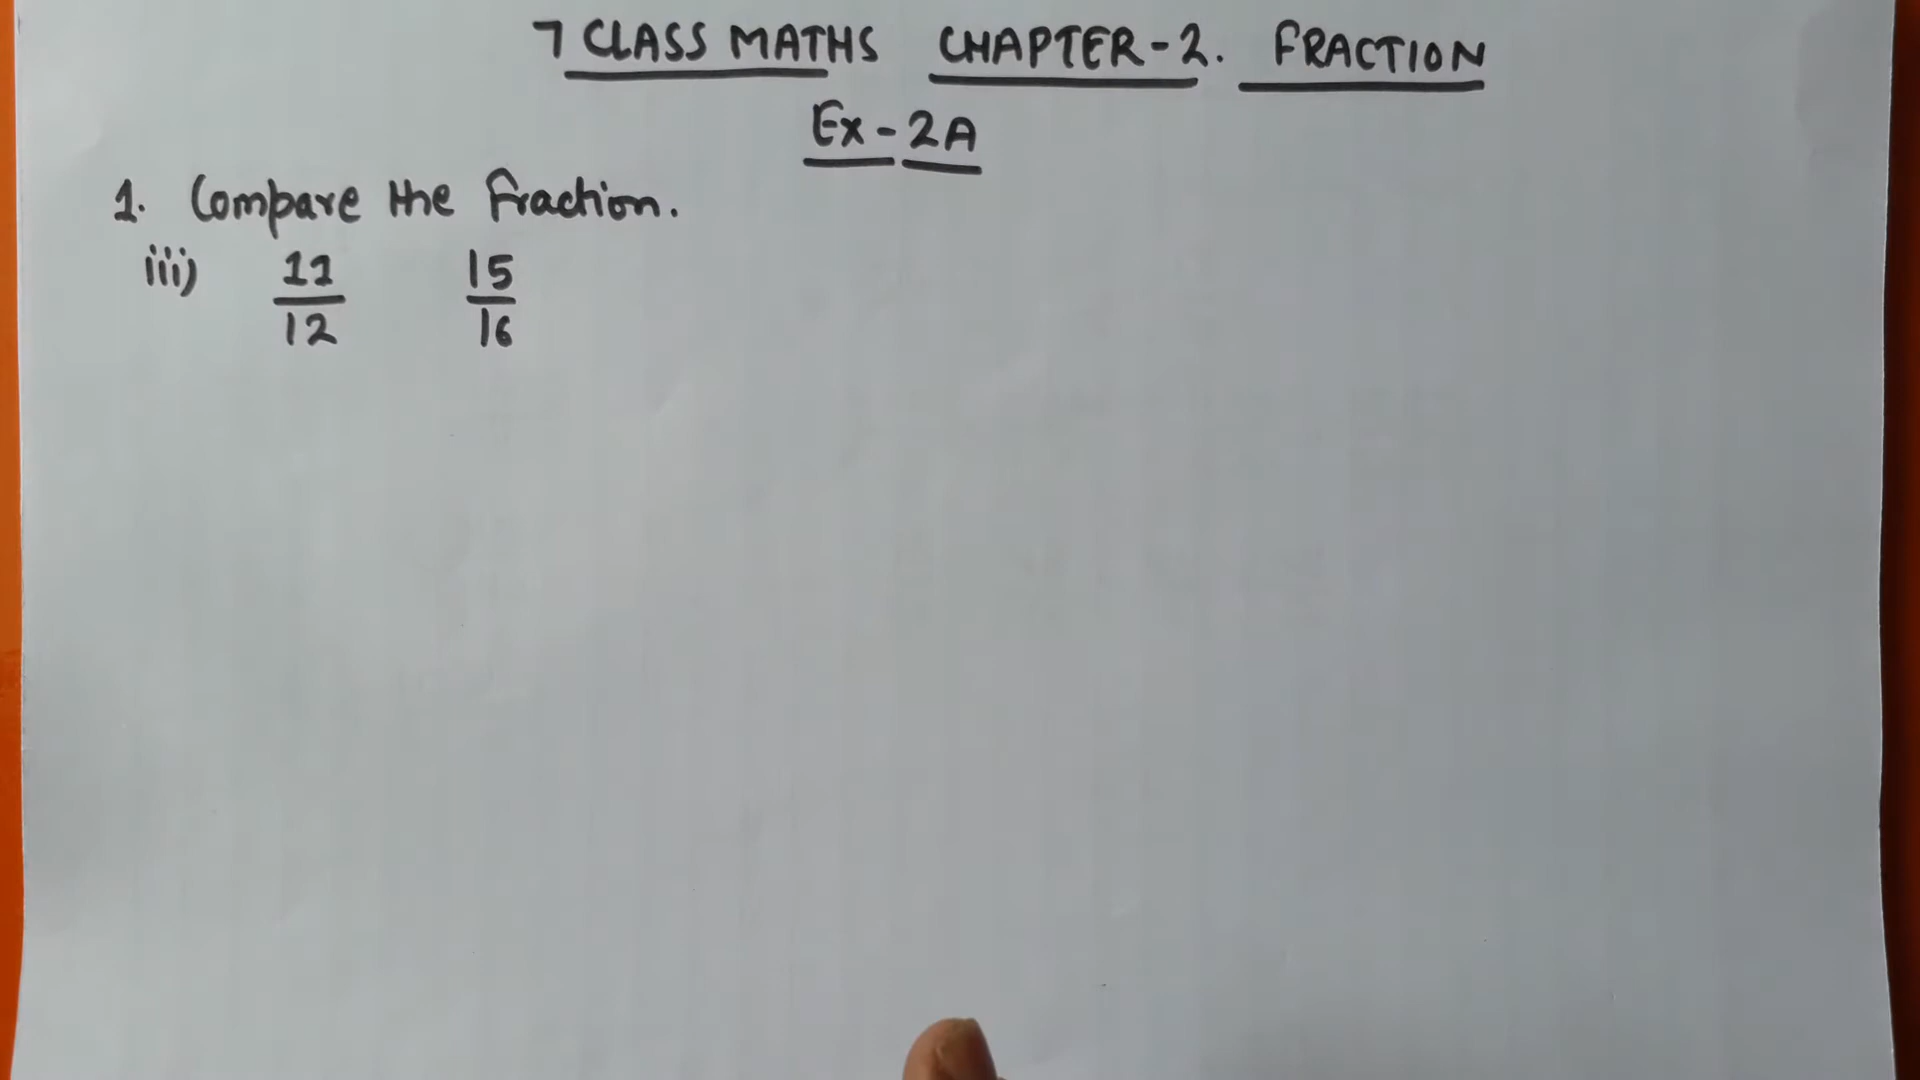 7 CLASS MATHS CHAPTER-2. FRACTION
Ex-2A
1. Compare the fraction.
iii) 11/12 15/16